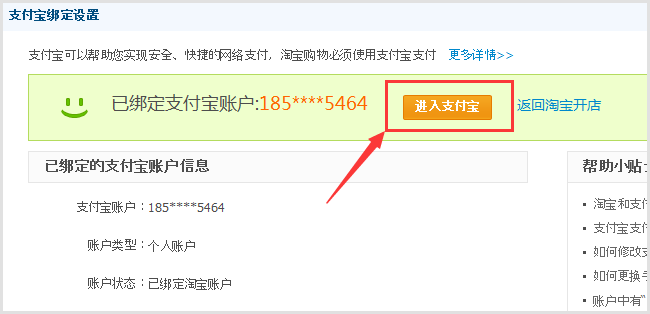 支付宝绑定设置
支付宝可以帮助您实现安全、快捷的网络支付，淘宝购物必须使用支付宝支付 更多详情>>
已绑定支付宝账户:185****5464 进入支付宝 返回淘宝开店
已绑定的支付宝账户信息
支付宝账户：185****5464
账户类型：个人账户
账户状态：已绑定淘宝账户
帮助小贴
淘宝和支付
支付宝支付
如何修改支
如何更换手
账户中有"